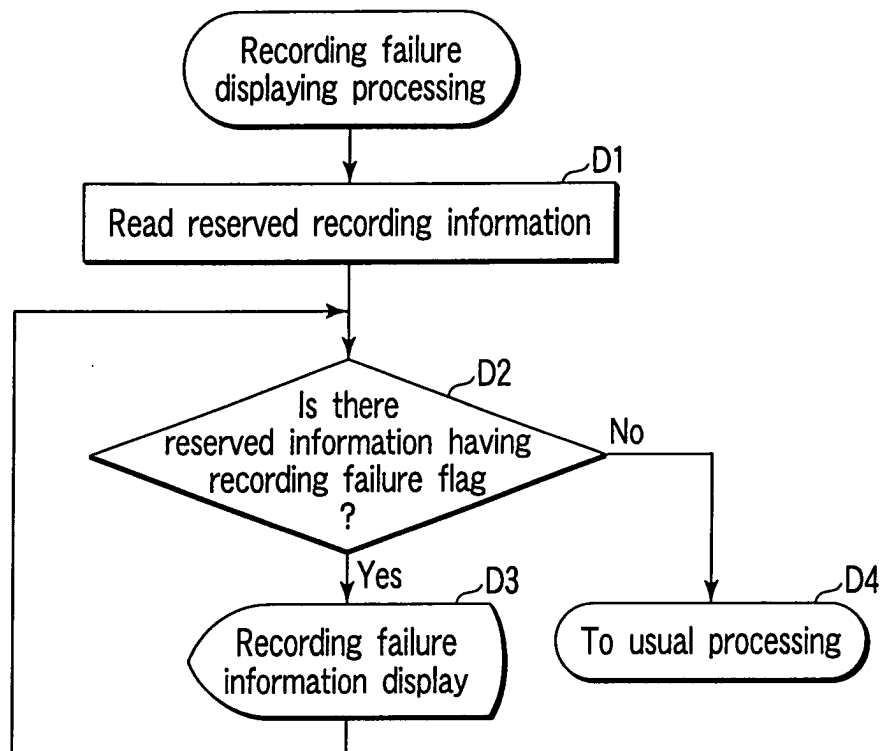 Recording failure
displaying processing
D1
Read reserved recording information
D2
Is there
reserved information having
recording failure flag
?
No
Yes
D3
Recording failure
information display
D4
To usual processing